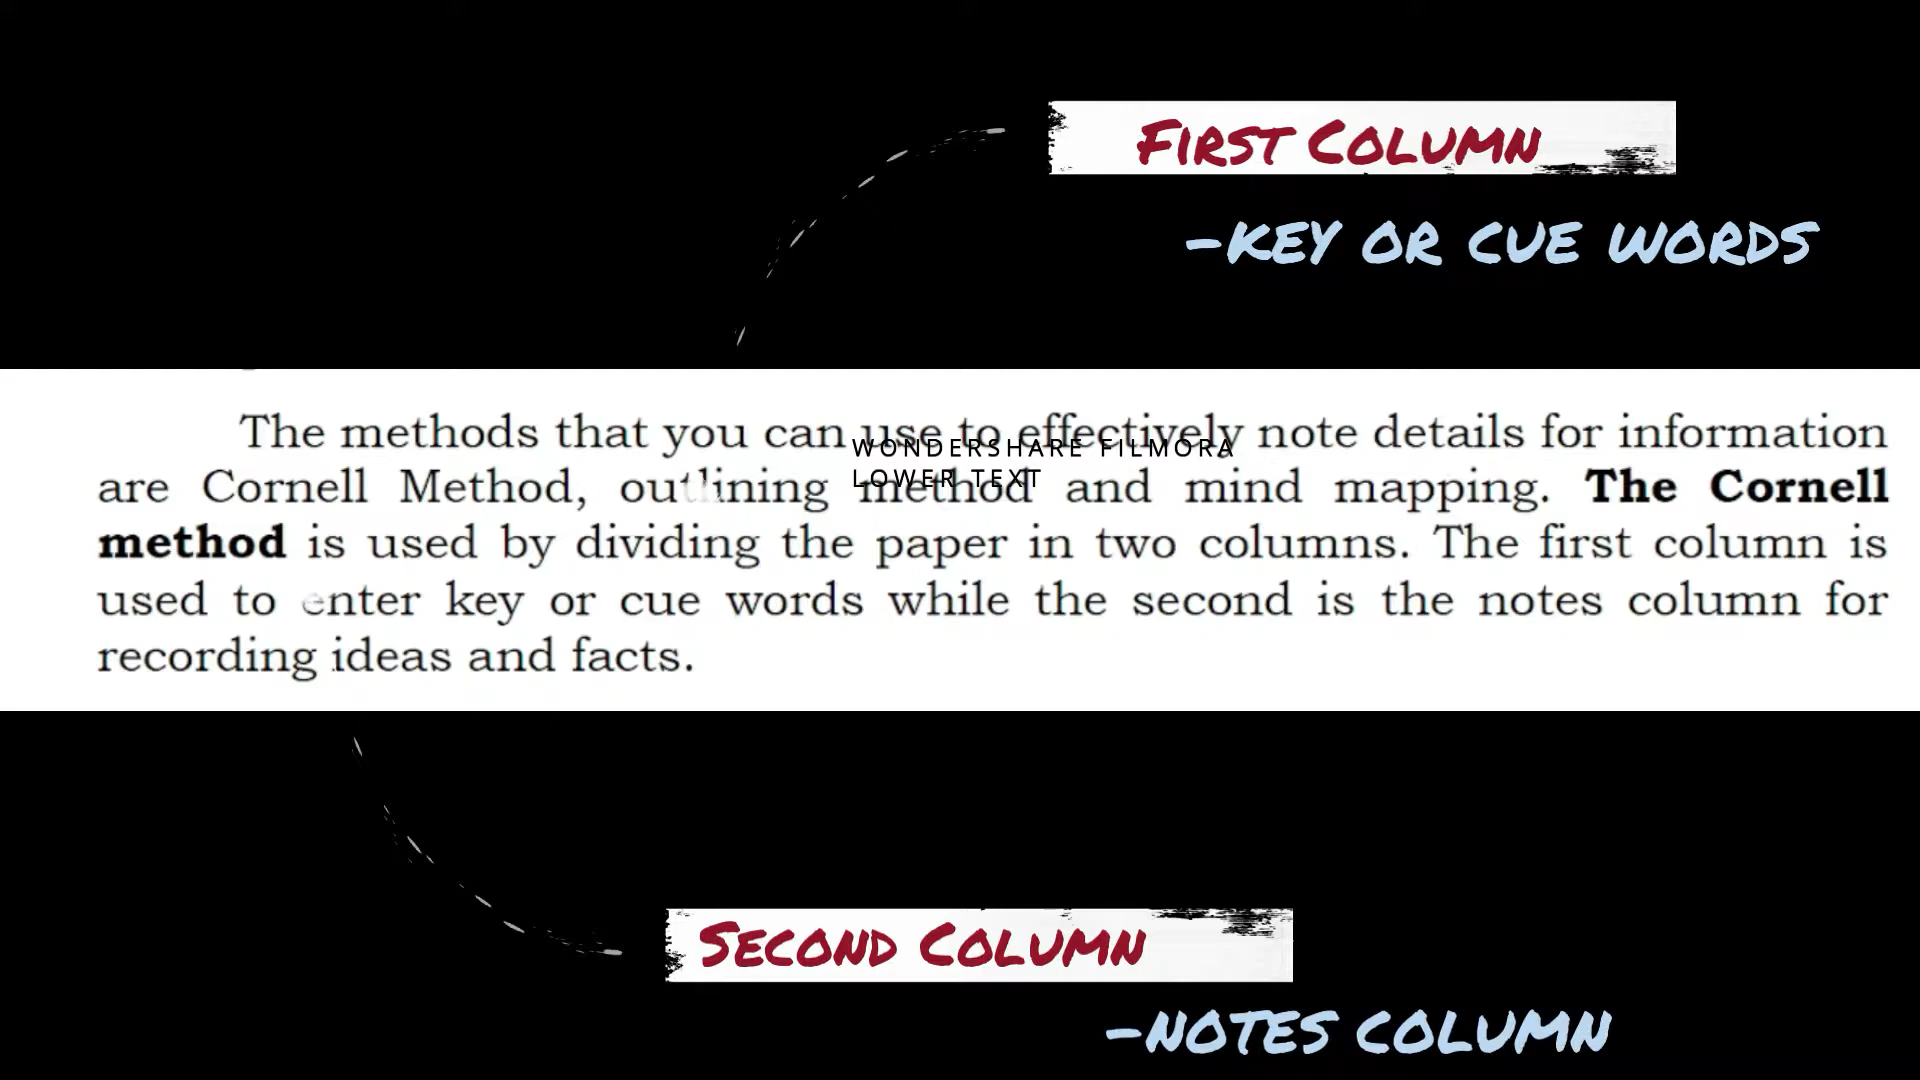 First Column
-KEY OR CUE WORDS
The methods that you can use to effectively note details for information
WONDERSHARE FILMORA
are Cornell Method, outlining method and mind mapping. The Cornell
LOWER TEXT
method is used by dividing the paper in two columns. The first column is
used to enter key or cue words while the second is the notes column for
recording ideas and facts.
Second Column
-NOTES COLUMN